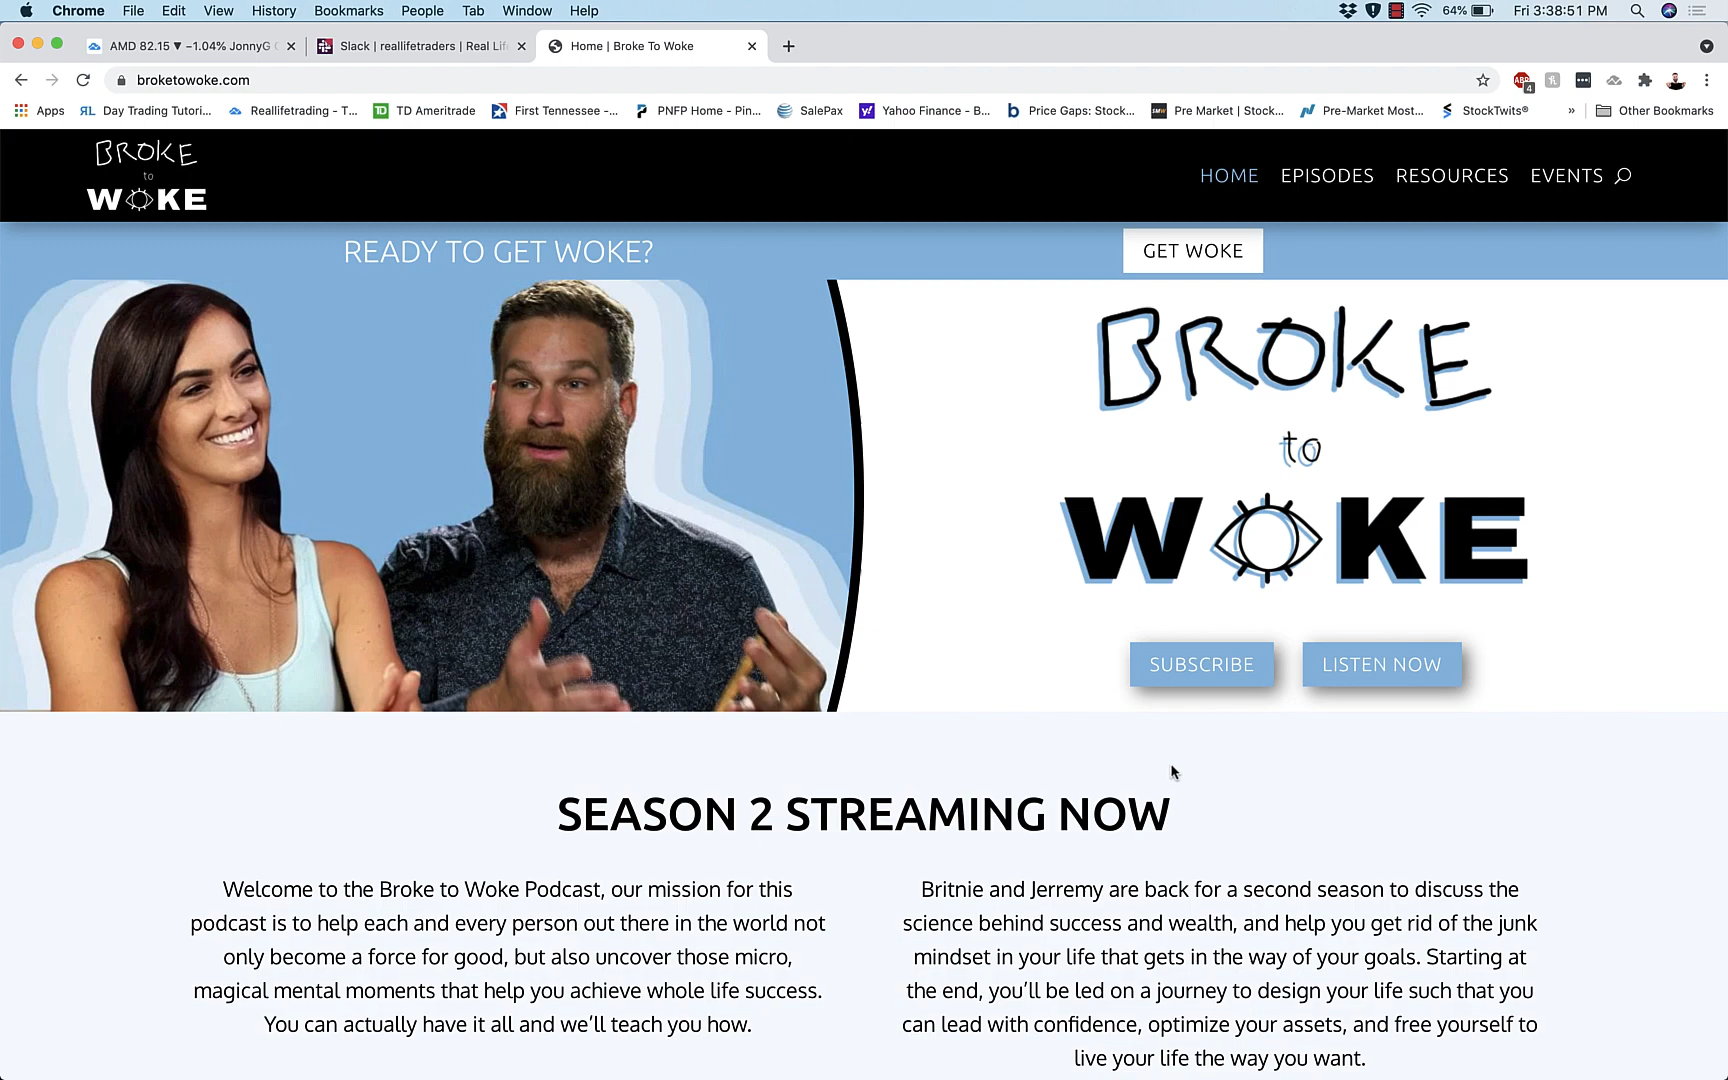 Chrome File Edit View History Bookmarks People Tab Window Help
64% Fri 3:38:51 PM
AMD 82.15 ▼ −1.04% JonnyG
Slack | reallifetraders | Real Lif
Home | Broke To Woke
broketowoke.com
ABP 4
Apps
RL Day Trading Tutori...
Reallifetrading - T...
TD TD Ameritrade
First Tennessee -...
PNFP Home - Pin...
SalePax
Yahoo Finance - B...
b Price Gaps: Stock...
SMW Pre Market | Stock...
Pre-Market Most...
StockTwits®
» Other Bookmarks
BROKE
to
WOKE
HOME EPISODES RESOURCES EVENTS
READY TO GET WOKE?
GET WOKE
BROKE
to
WOKE
SUBSCRIBE LISTEN NOW
SEASON 2 STREAMING NOW
Welcome to the Broke to Woke Podcast, our mission for this
podcast is to help each and every person out there in the world not
only become a force for good, but also uncover those micro,
magical mental moments that help you achieve whole life success.
You can actually have it all and we’ll teach you how.
Britnie and Jerremy are back for a second season to discuss the
science behind success and wealth, and help you get rid of the junk
mindset in your life that gets in the way of your goals. Starting at
the end, you’ll be led on a journey to design your life such that you
can lead with confidence, optimize your assets, and free yourself to
live your life the way you want.